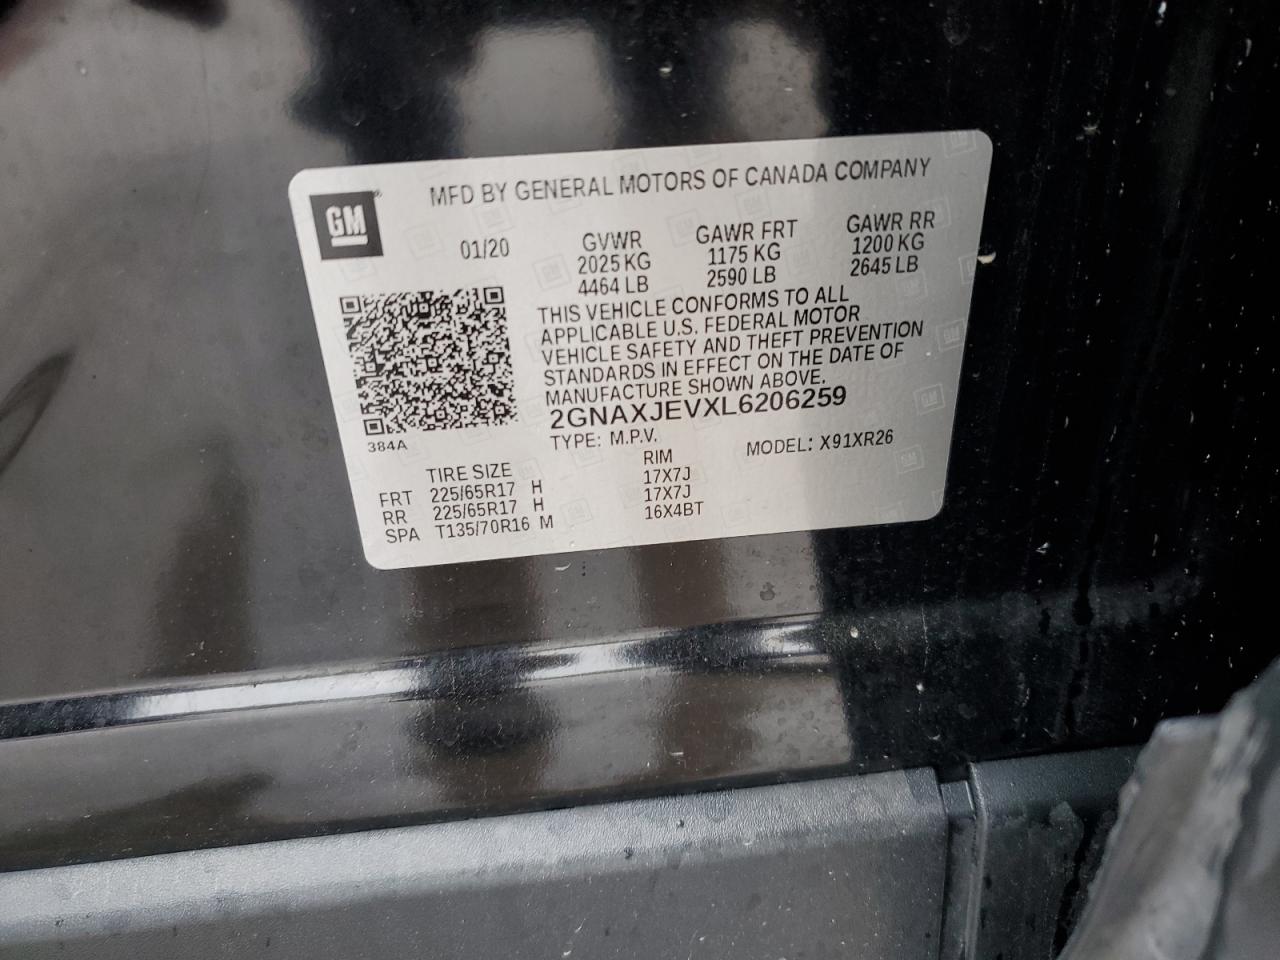 GM
MFD BY GENERAL MOTORS OF CANADA COMPANY
01/20
GVWR
2025 KG
4464 LB
GAWR FRT
1175 KG
2590 LB
GAWR RR
1200 KG
2645 LB
THIS VEHICLE CONFORMS TO ALL
APPLICABLE U.S. FEDERAL MOTOR
VEHICLE SAFETY AND THEFT PREVENTION
STANDARDS IN EFFECT ON THE DATE OF
MANUFACTURE SHOWN ABOVE.
2GNAXJEVXL6206259
384A
TYPE: M.P.V.
MODEL: X91XR26
TIRE SIZE RIM
FRT 225/65R17 H 17X7J
RR 225/65R17 H 17X7J
SPA T135/70R16 M 16X4BT